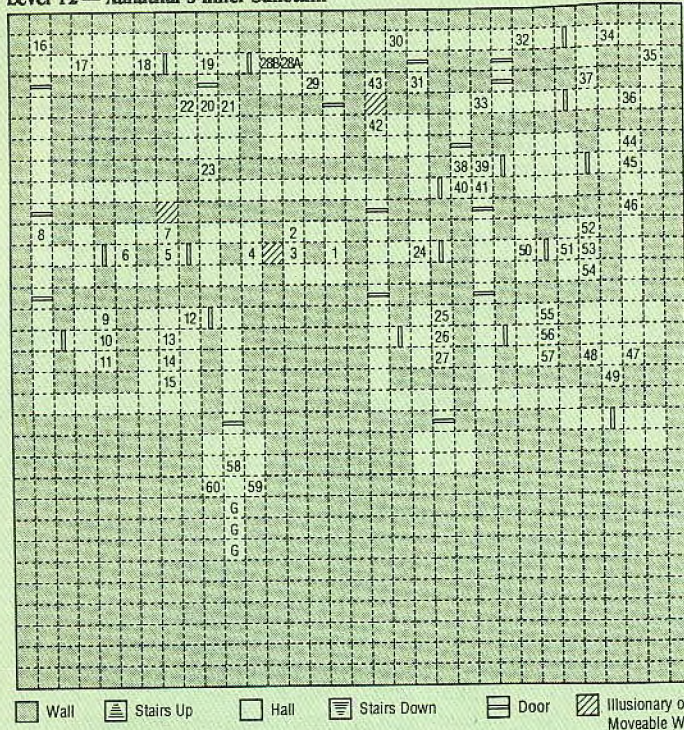 Level 12 — Xanathar's Inner Sanctum
16 30 32 34
17 18 19 28B 28A 35
29 43 31 37
22 20 21 33 36
42
44
23 38 39 45
40 41
46
8 7 2 52
6 5 4 3 1 24 50 51 53
54
9 12 25 55
10 13 26 56
11 14 27 57 48 47
15 49
58
60 59
G
G
G
Wall Stairs Up Hall Stairs Down Door Illusionary o
Moveable W